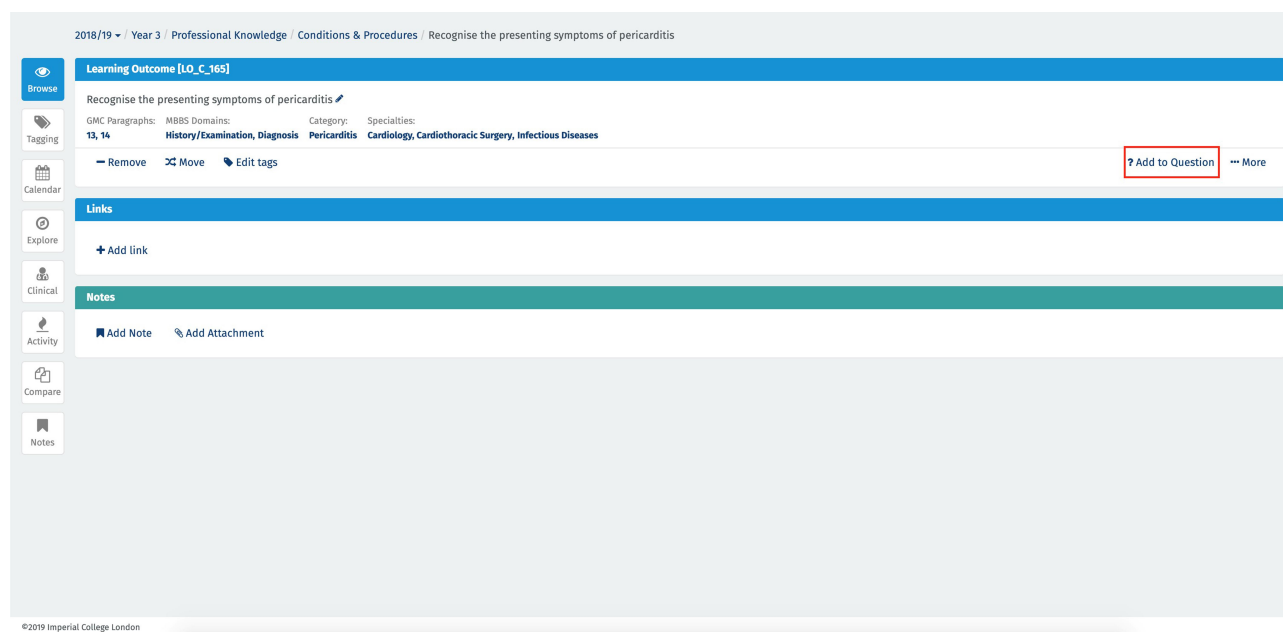 2018/19 / Year 3 / Professional Knowledge / Conditions & Procedures / Recognise the presenting symptoms of pericarditis
Browse
Tagging
Calendar
Explore
Clinical
Activity
Compare
Notes
Learning Outcome [LO_C_165]
Recognise the presenting symptoms of pericarditis
GMC Paragraphs: MBBS Domains: Category: Specialties:
13, 14 History/Examination, Diagnosis Pericarditis Cardiology, Cardiothoracic Surgery, Infectious Diseases
Remove Move Edit tags ? Add to Question More
Links
Add link
Notes
Add Note Add Attachment
©2019 Imperial College London